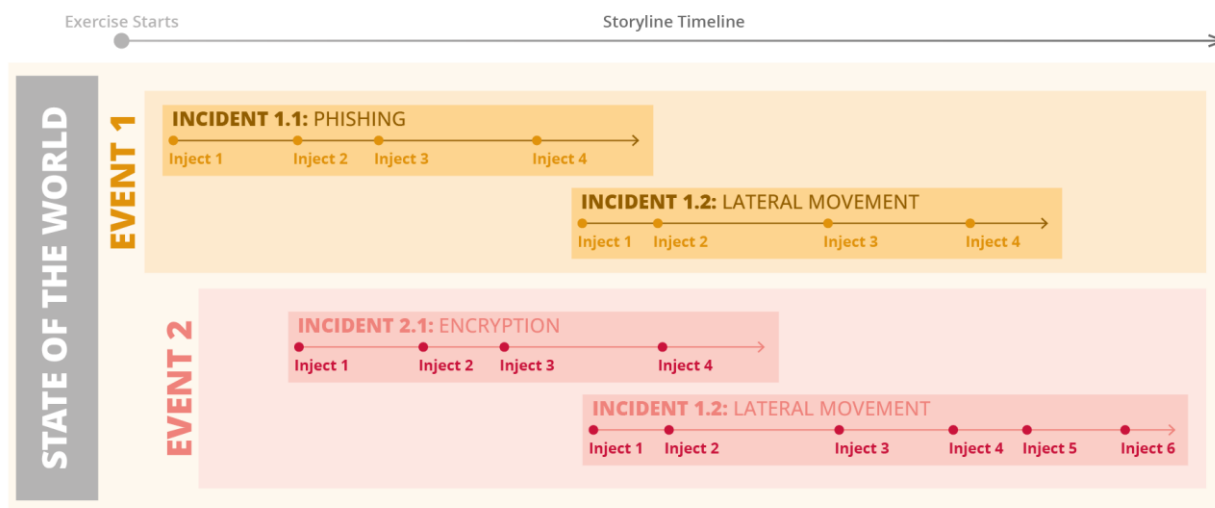 Exercise Starts
Storyline Timeline
STATE OF THE WORLD
EVENT 1
INCIDENT 1.1: PHISHING
Inject 1 Inject 2 Inject 3 Inject 4
INCIDENT 1.2: LATERAL MOVEMENT
Inject 1 Inject 2 Inject 3 Inject 4
EVENT 2
INCIDENT 2.1: ENCRYPTION
Inject 1 Inject 2 Inject 3 Inject 4
INCIDENT 1.2: LATERAL MOVEMENT
Inject 1 Inject 2 Inject 3 Inject 4 Inject 5 Inject 6